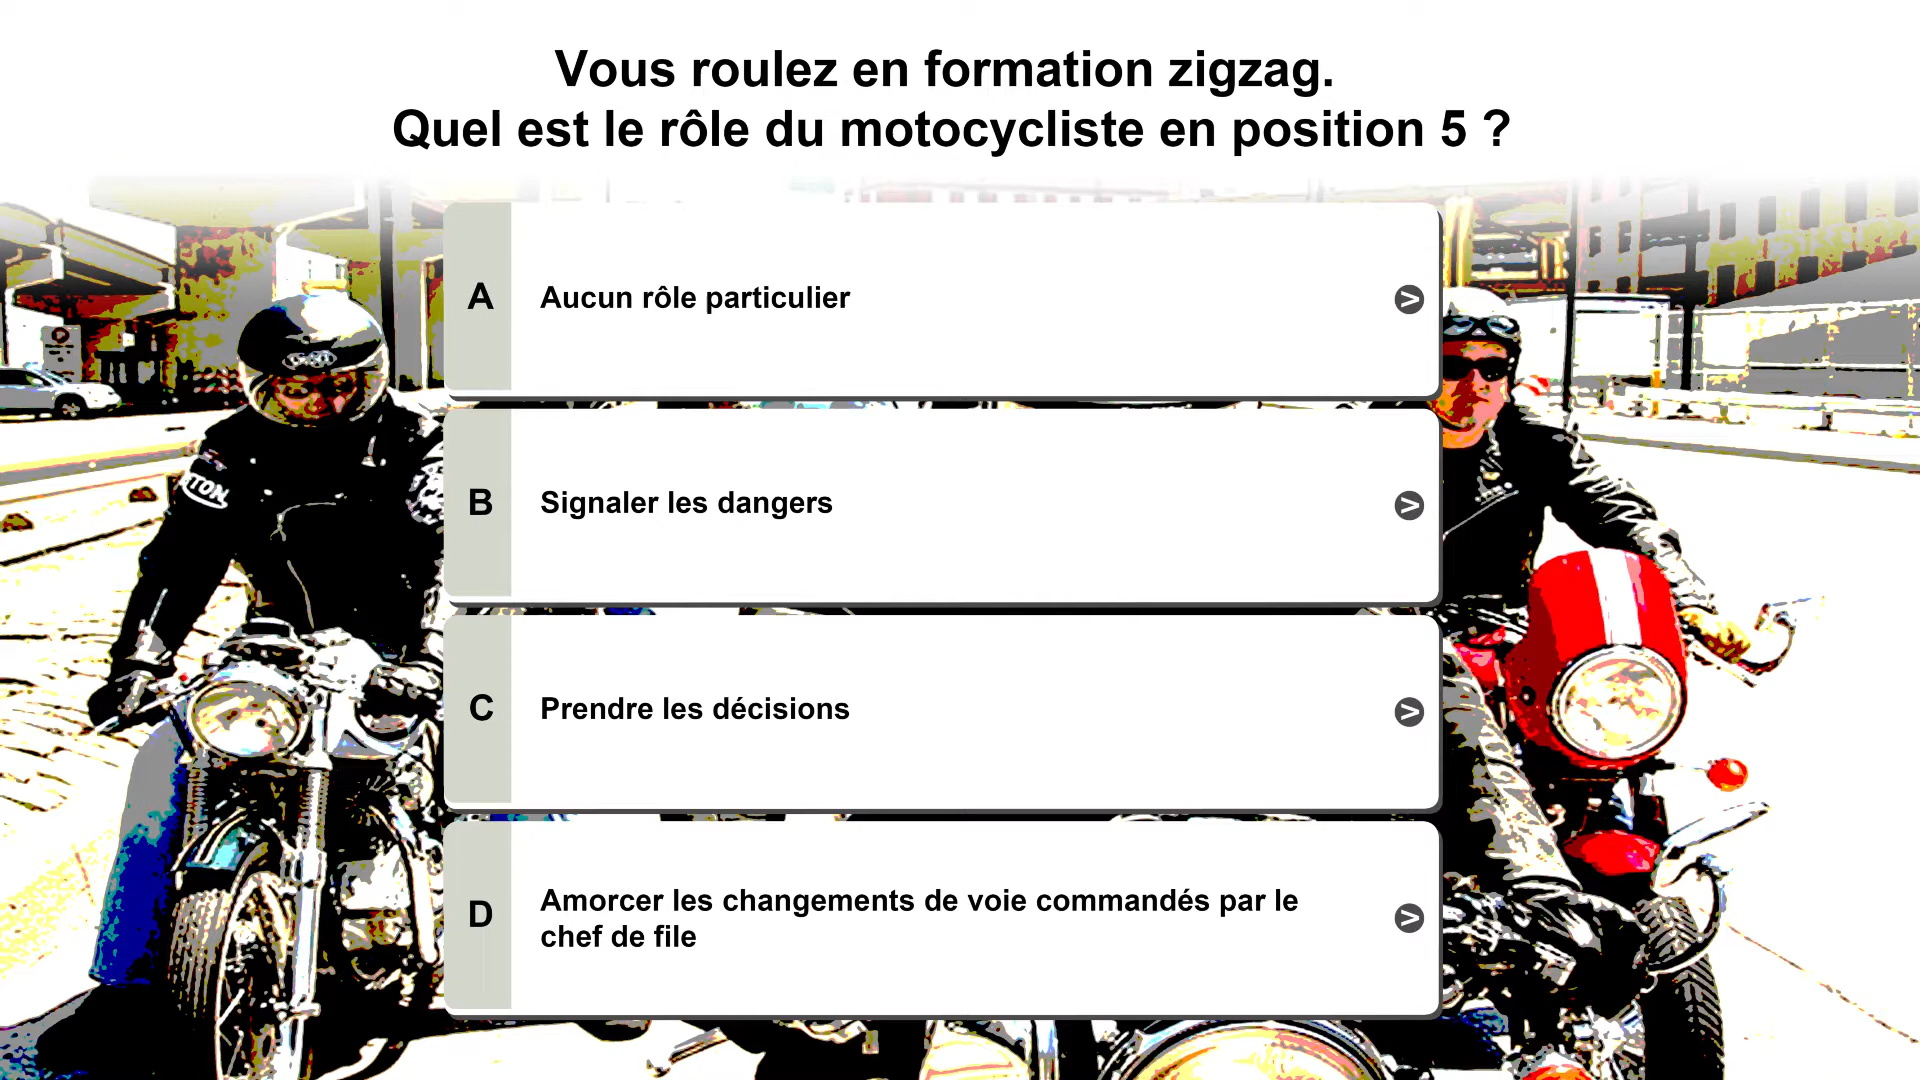 Vous roulez en formation zigzag.
Quel est le rôle du motocycliste en position 5 ?
A
Aucun rôle particulier
B
Signaler les dangers
C
Prendre les décisions
D
Amorcer les changements de voie commandés par le
chef de file